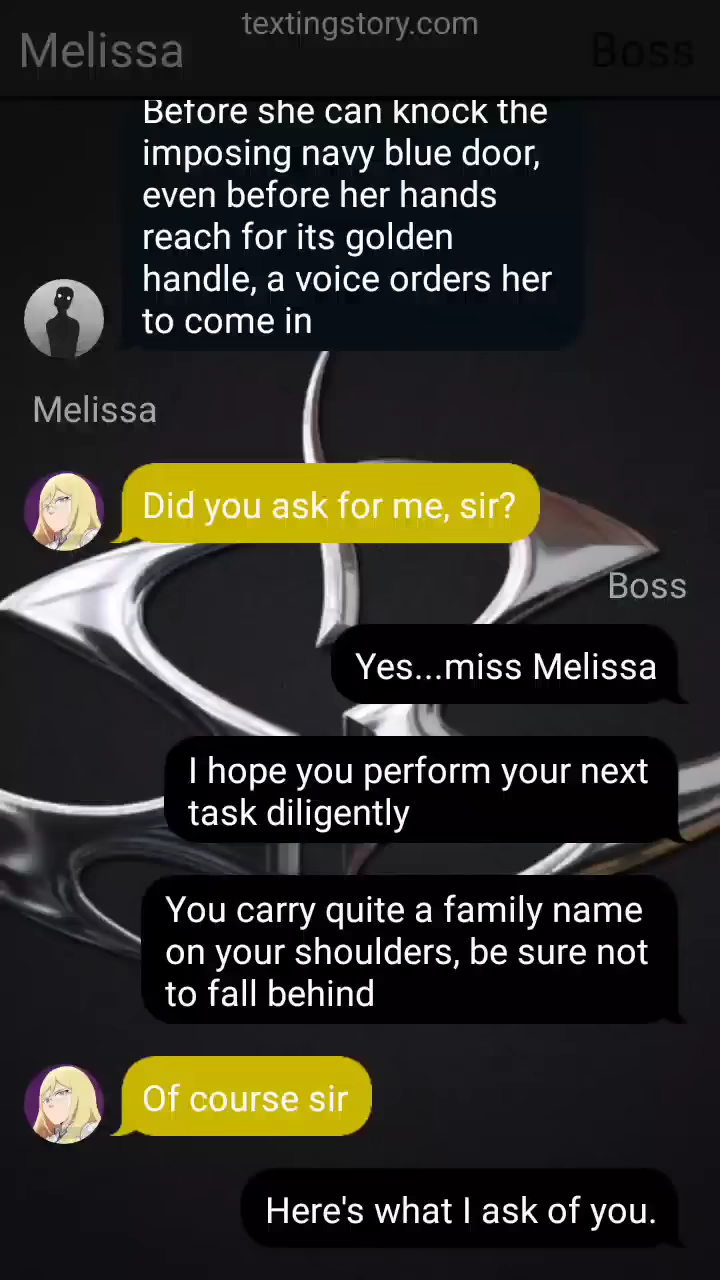 textingstory.com
Melissa
Boss
Before she can knock the
imposing navy blue door,
even before her hands
reach for its golden
handle, a voice orders her
to come in
Melissa
Did you ask for me, sir?
Boss
Yes...miss Melissa
I hope you perform your next
task diligently
You carry quite a family name
on your shoulders, be sure not
to fall behind
Of course sir
Here's what I ask of you.